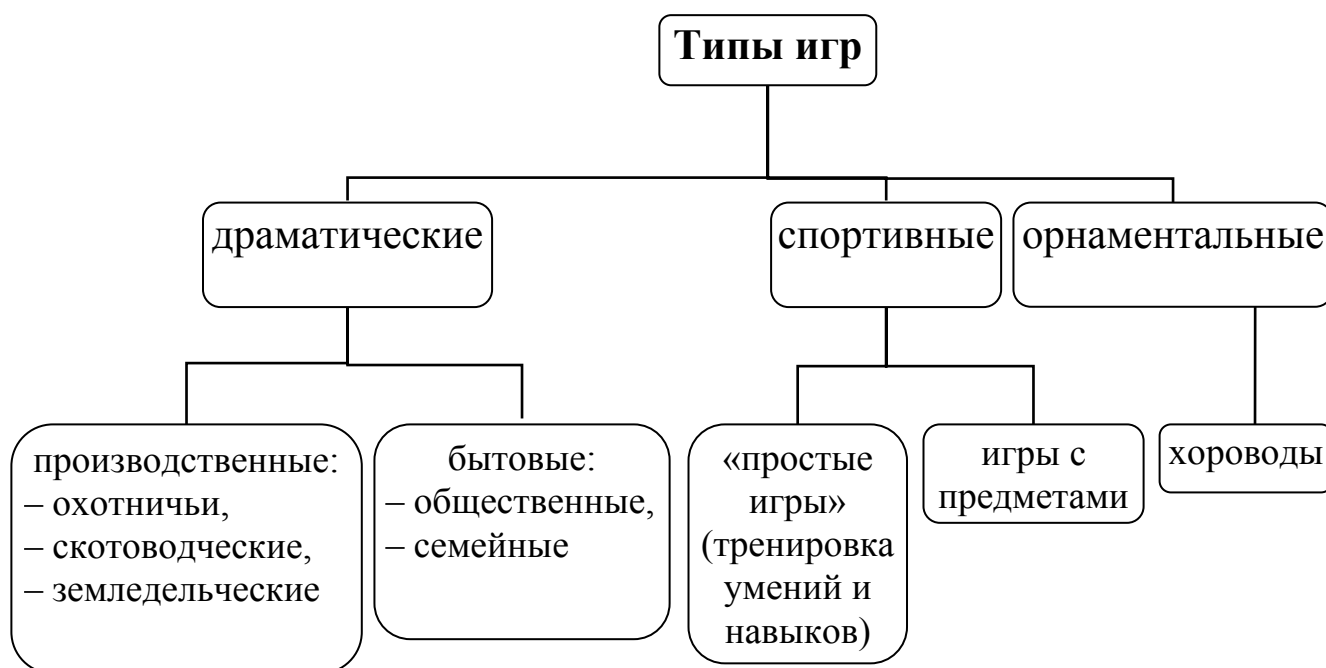 Типы игр
драматические
спортивные
орнаментальные
производственные:
– охотничьи,
– скотоводческие,
– земледельческие
бытовые:
– общественные,
– семейные
«простые
игры»
(тренировка
умений и
навыков)
игры с
предметами
хороводы